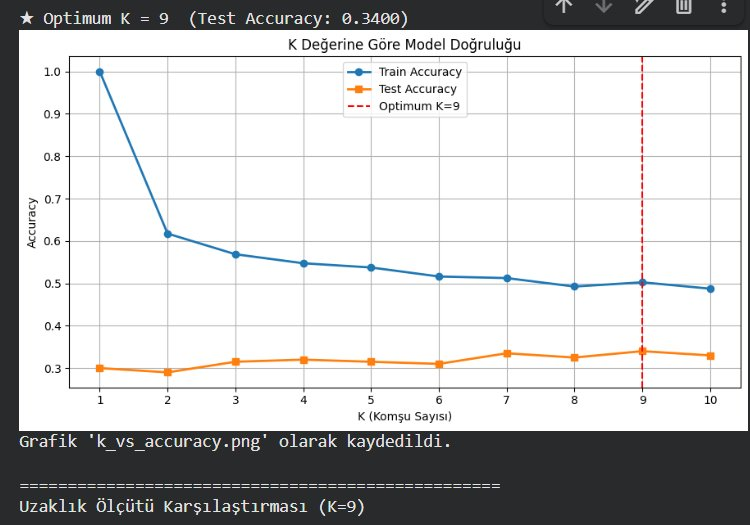 ★ Optimum K = 9  (Test Accuracy: 0.3400)
K Değerine Göre Model Doğruluğu
Train Accuracy
Test Accuracy
Optimum K=9
1.0
0.9
0.8
0.7
0.6
0.5
0.4
0.3
Accuracy
1 2 3 4 5 6 7 8 9 10
K (Komşu Sayısı)
Grafik 'k_vs_accuracy.png' olarak kaydedildi.
==================================================
Uzaklık Ölçütü Karşılaştırması (K=9)